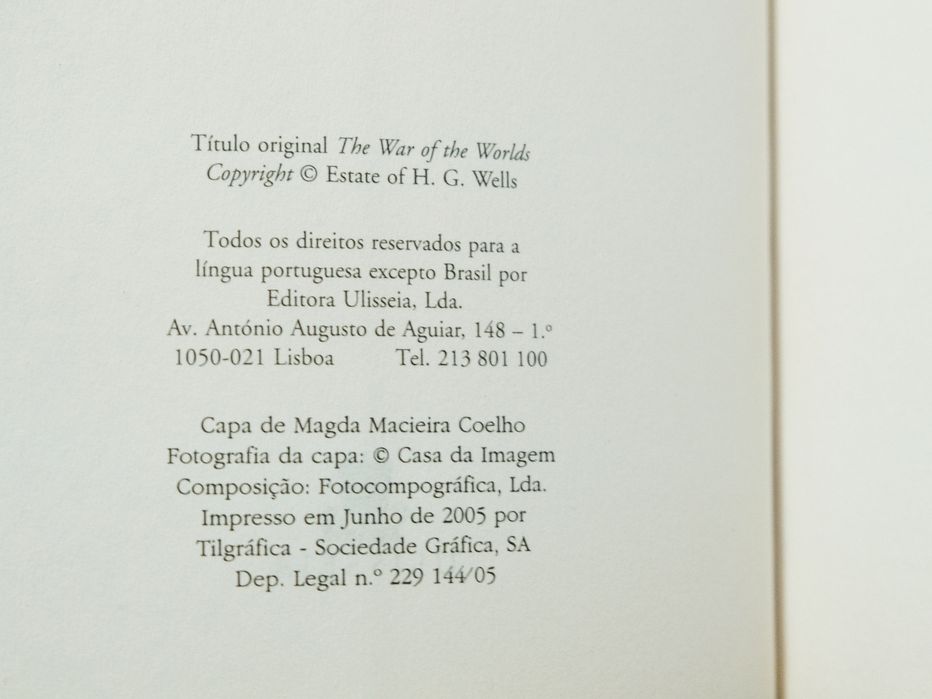 Título original The War of the Worlds
Copyright © Estate of H. G. Wells
Todos os direitos reservados para a
língua portuguesa excepto Brasil por
Editora Ulisseia, Lda.
Av. António Augusto de Aguiar, 148 – 1.º
1050-021 Lisboa Tel. 213 801 100
Capa de Magda Macieira Coelho
Fotografia da capa: © Casa da Imagem
Composição: Fotocompográfica, Lda.
Impresso em Junho de 2005 por
Tilgráfica - Sociedade Gráfica, SA
Dep. Legal n.º 229 144/05